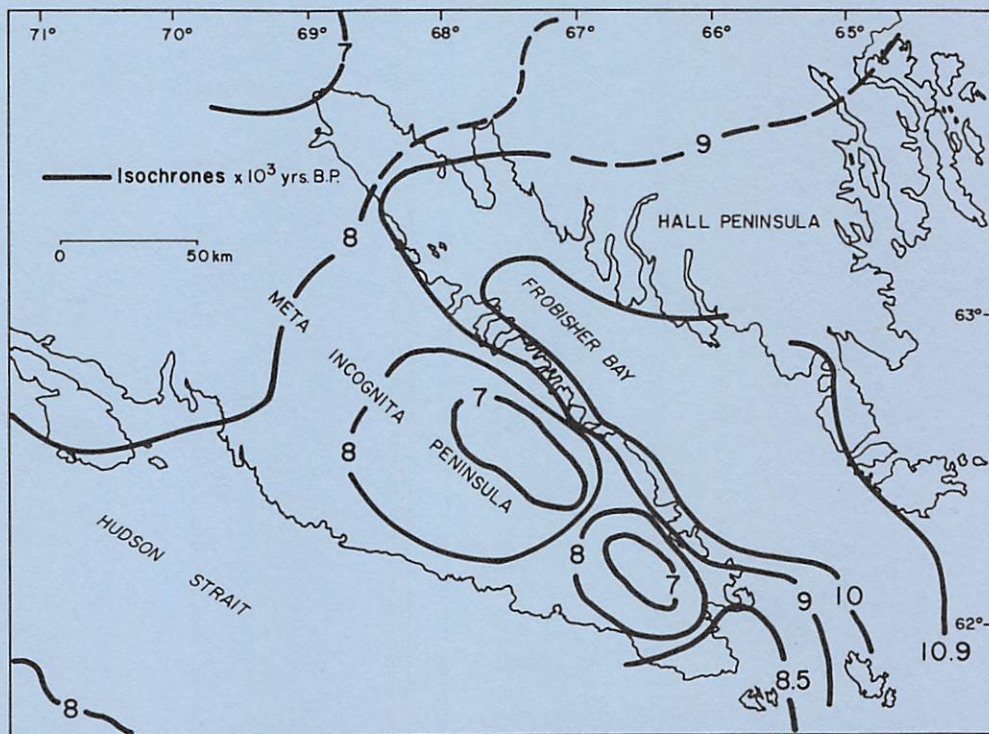 71° 70° 69° 68° 67° 66° 65°
7
9
Isochrones x 10³ yrs. B.P.
HALL PENINSULA
8
0 50 km
META
INCOGNITA
PENINSULA
FROBISHER BAY
63°
7
8
HUDSON
STRAIT
8
7
9
10
62°
10.9
8.5
8